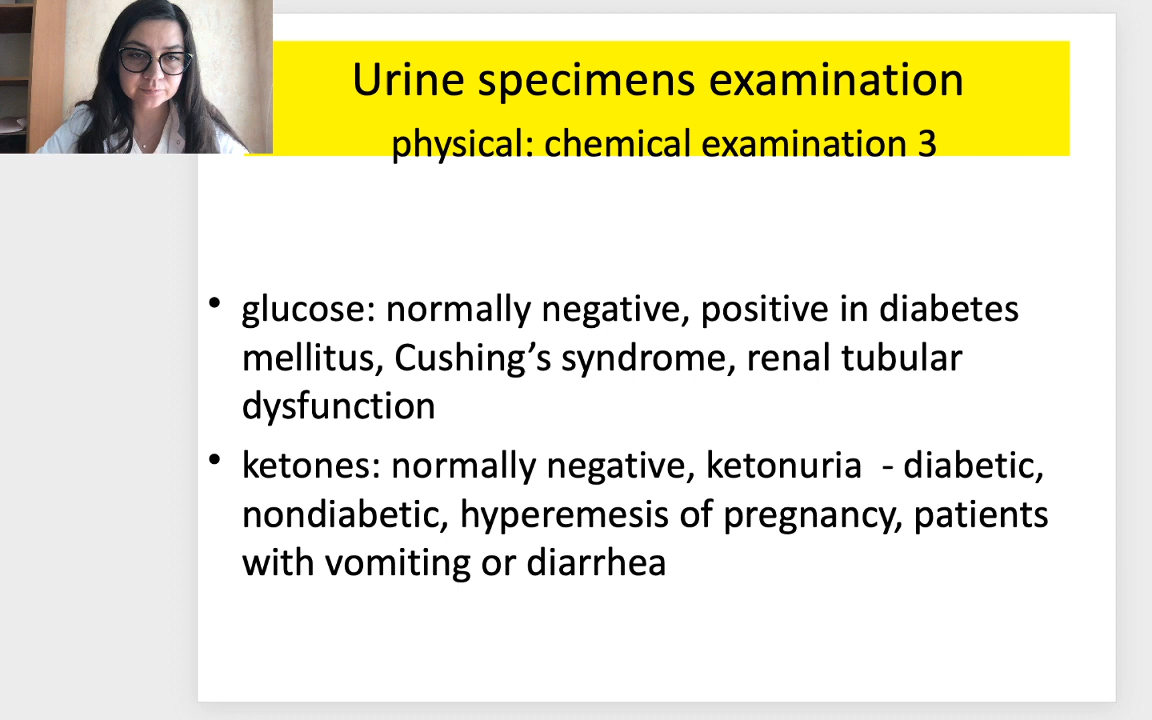 Urine specimens examination
physical: chemical examination 3
• glucose: normally negative, positive in diabetes
mellitus, Cushing’s syndrome, renal tubular
dysfunction
• ketones: normally negative, ketonuria  - diabetic,
nondiabetic, hyperemesis of pregnancy, patients
with vomiting or diarrhea